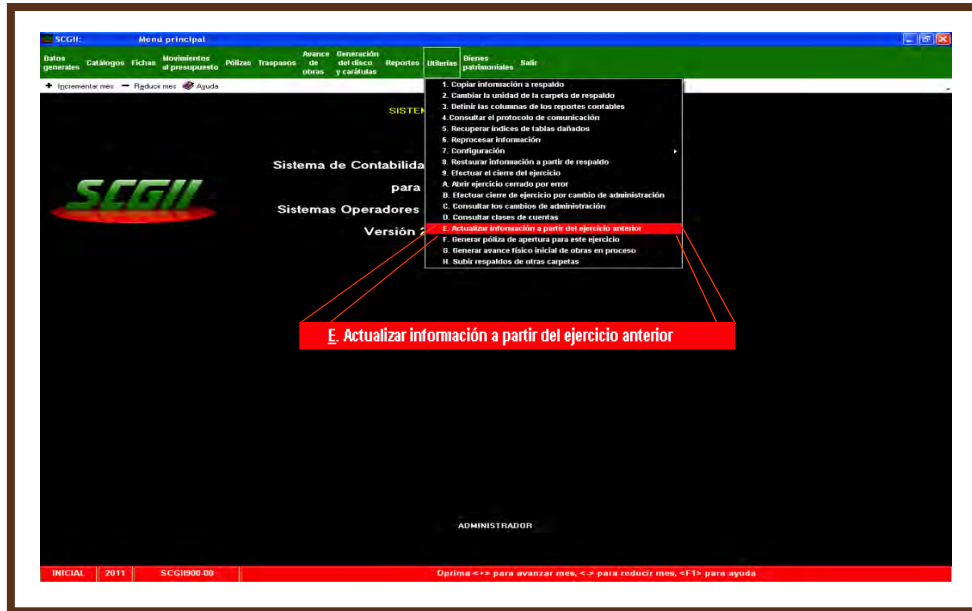 SCGII: Menú principal
Datos generales Catálogos Fichas Movimientos al presupuesto Pólizas Traspasos Avance de obras Generación del disco y carátulas Reportes Utilerías Bienes patrimoniales Salir
+ Incrementar mes − Reducir mes Ayuda
SISTE
Sistema de Contabilida
para
Sistemas Operadores
Versión 2
SCGII
1. Copiar información a respaldo
2. Cambiar la unidad de la carpeta de respaldo
3. Definir las columnas de los reportes contables
4. Consultar el protocolo de comunicación
5. Recuperar índices de tablas dañados
6. Reprocesar información
7. Configuración
8. Restaurar información a partir de respaldo
9. Efectuar el cierre del ejercicio
A. Abrir ejercicio cerrado por error
B. Efectuar cierre de ejercicio por cambio de administración
C. Consultar los cambios de administración
D. Consultar clases de cuentas
E. Actualizar información a partir del ejercicio anterior
F. Generar póliza de apertura para este ejercicio
G. Generar avance físico inicial de obras en proceso
H. Subir respaldos de otras carpetas
E. Actualizar información a partir del ejercicio anterior
ADMINISTRADOR
INICIAL 2011 SCGII900-00 Oprima <+> para avanzar mes, <-> para reducir mes, <F1> para ayuda